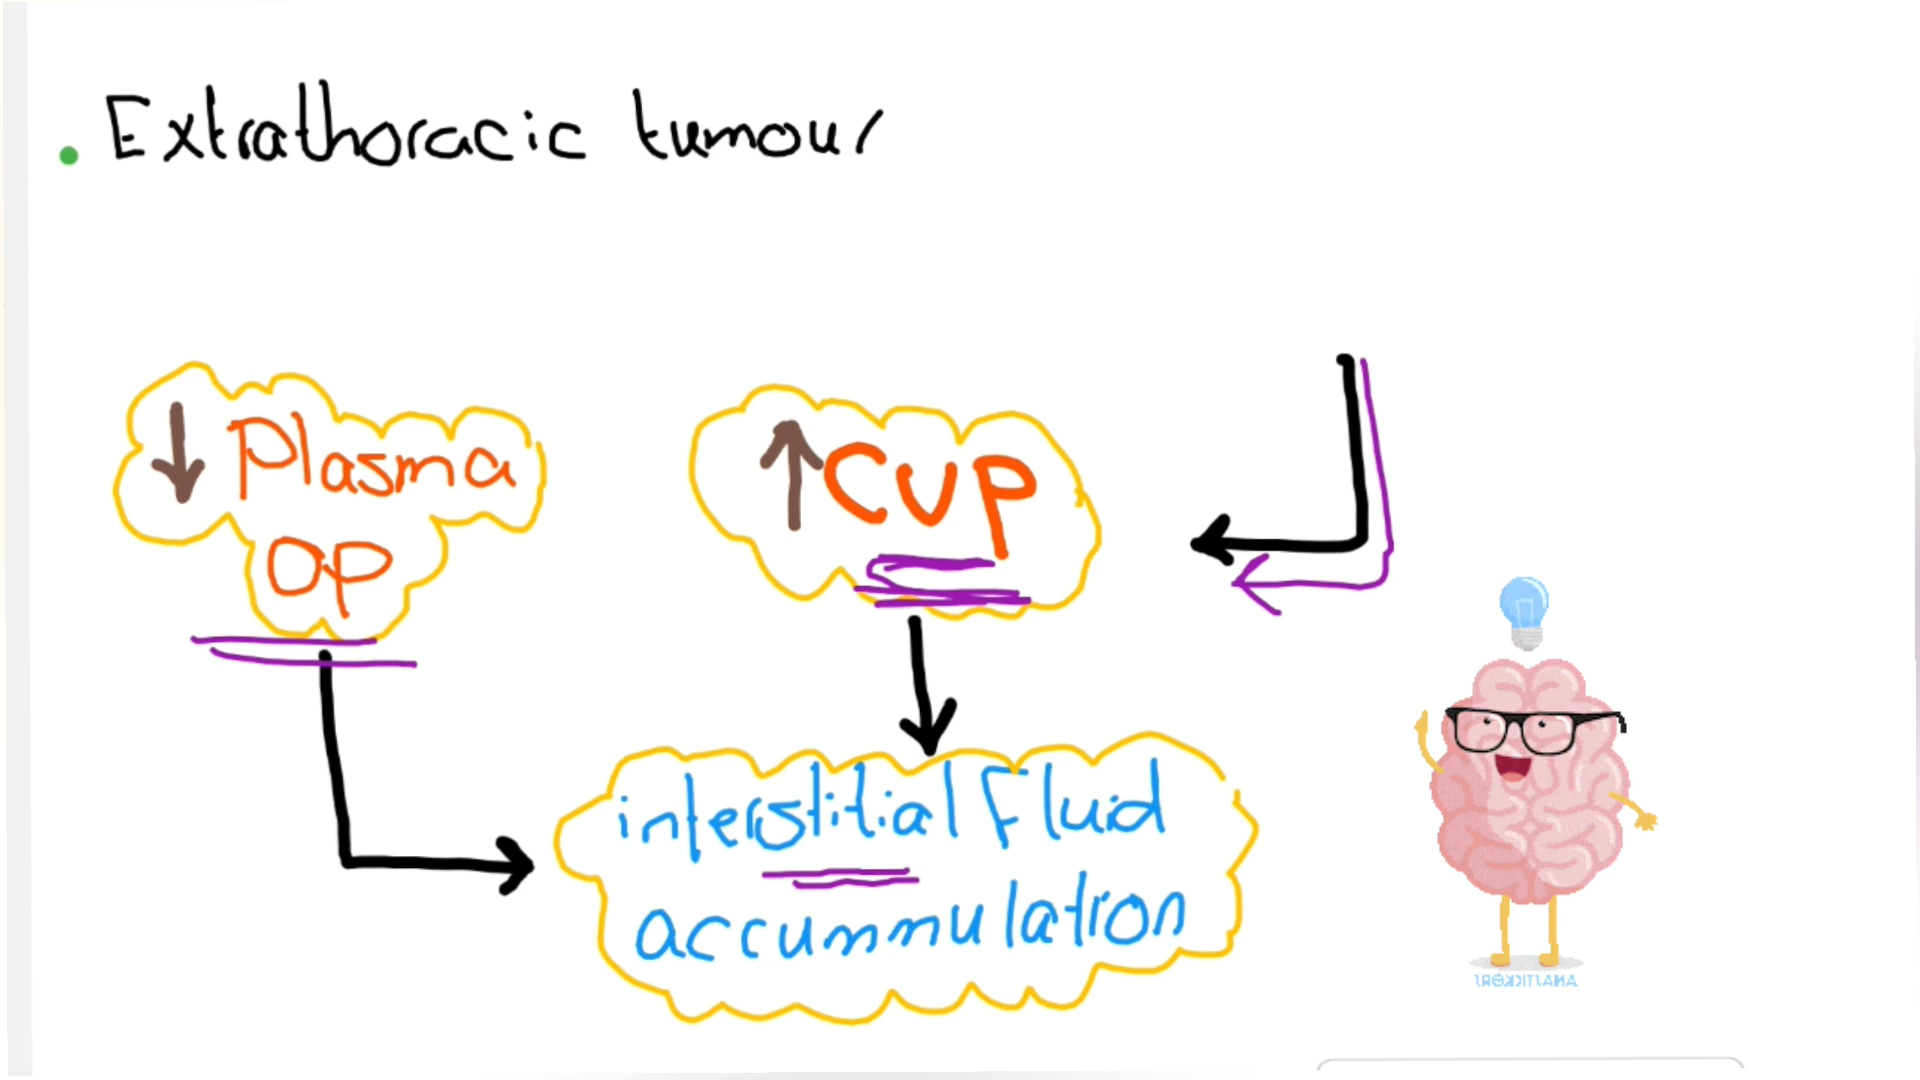 • Extrathoracic tumour
↓ Plasma
OP
↑ CVP
interstitial fluid
accummulation